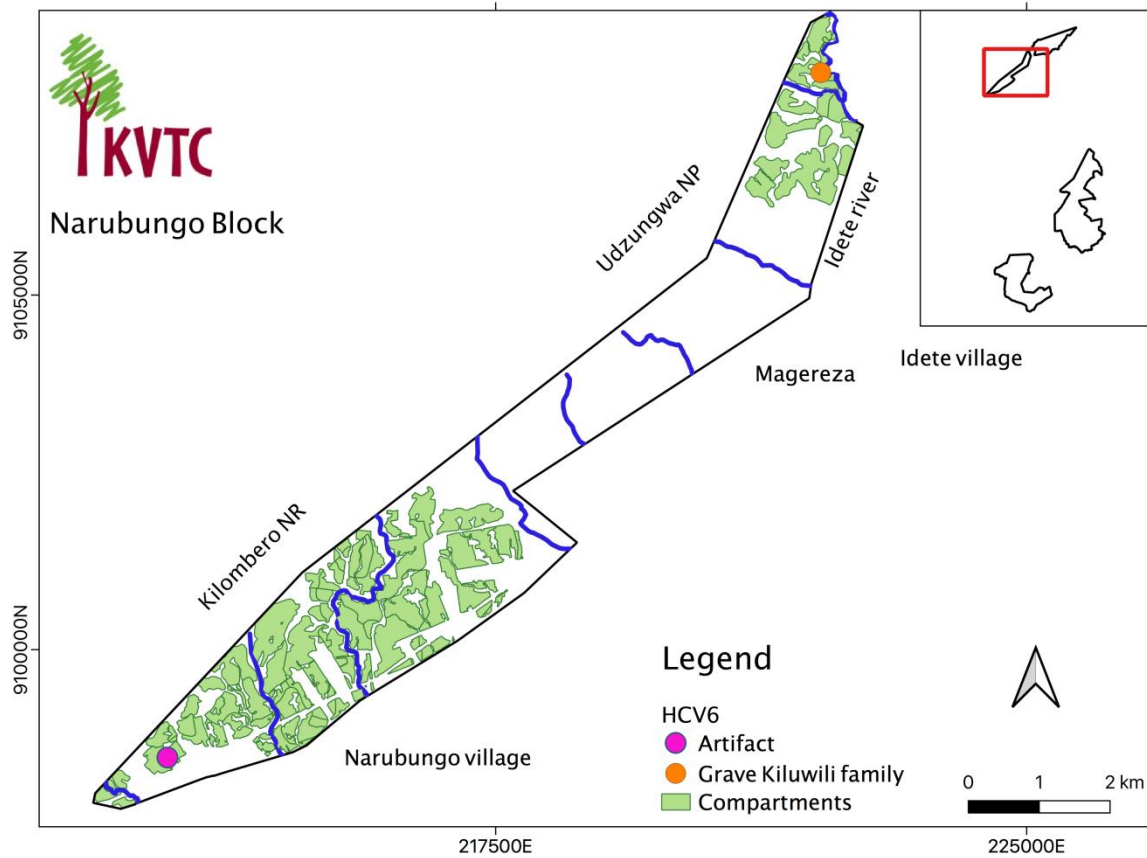 KVTC
Narubungo Block
Udzungwa NP
Idete river
Idete village
Magereza
Kilombero NR
Narubungo village
9105000N
9100000N
217500E
225000E
Legend
HCV6
Artifact
Grave Kiluwili family
Compartments
0 1 2 km